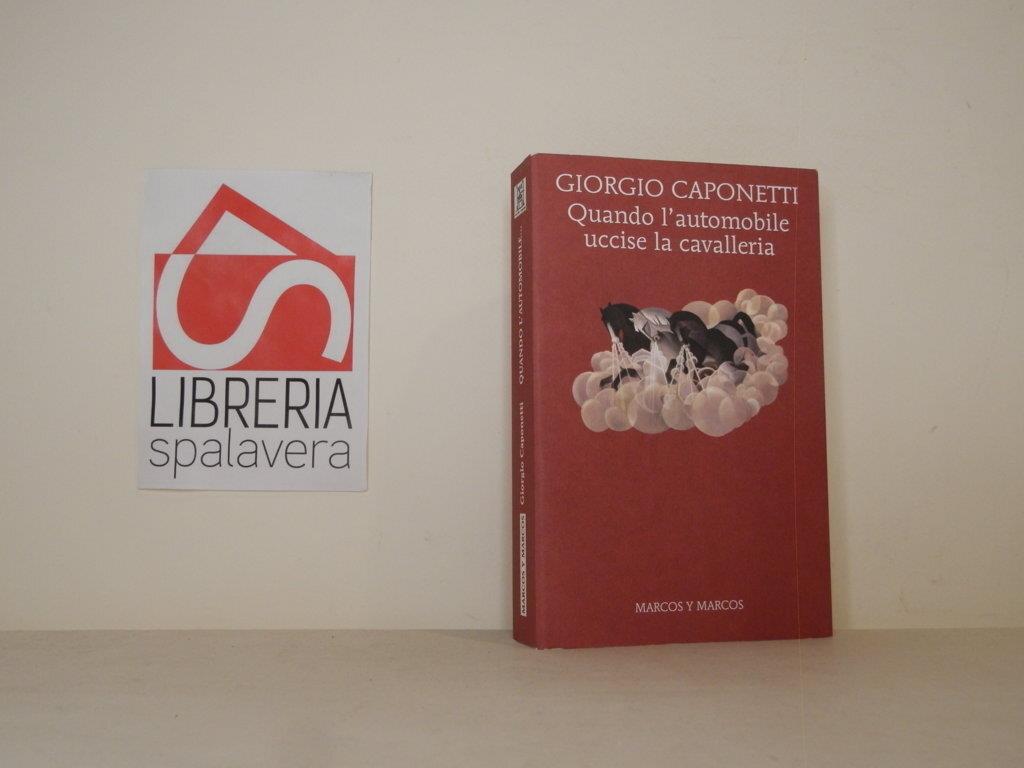 LIBRERIA
spalavera
GIORGIO CAPONETTI
Quando l'automobile
uccise la cavalleria
MARCOS Y MARCOS
MARCOS Y MARCOS Giorgio Caponetti QUANDO L'AUTOMOBILE...